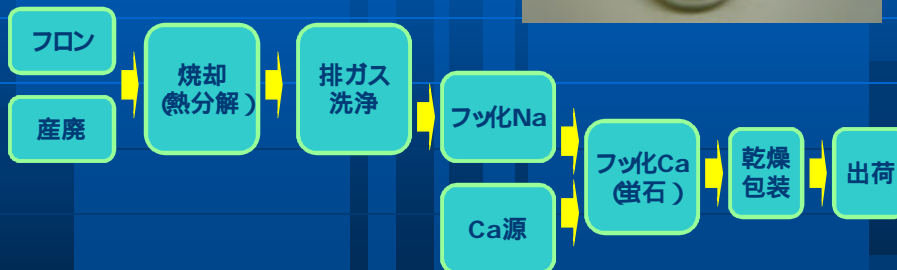 フロン
産廃
焼却
(熱分解)
排ガス
洗浄
フッ化Na
Ca源
フッ化Ca
(蛍石)
乾燥
包装
出荷